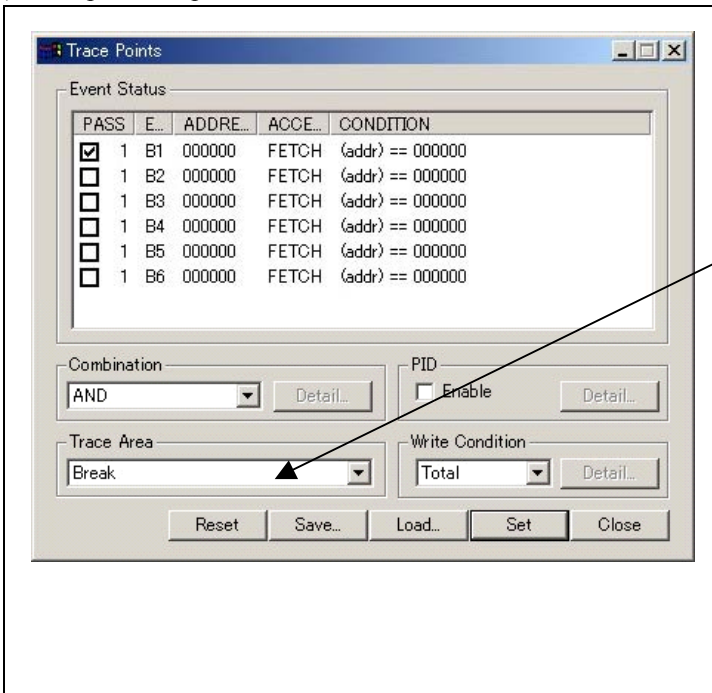 Trace Points
Event Status
PASS E... ADDRE... ACCE... CONDITION
1 B1 000000 FETCH (addr) == 000000
1 B2 000000 FETCH (addr) == 000000
1 B3 000000 FETCH (addr) == 000000
1 B4 000000 FETCH (addr) == 000000
1 B5 000000 FETCH (addr) == 000000
1 B6 000000 FETCH (addr) == 000000
Combination
AND Detail...
PID
Enable Detail...
Trace Area
Break
Write Condition
Total Detail...
Reset Save... Load... Set Close